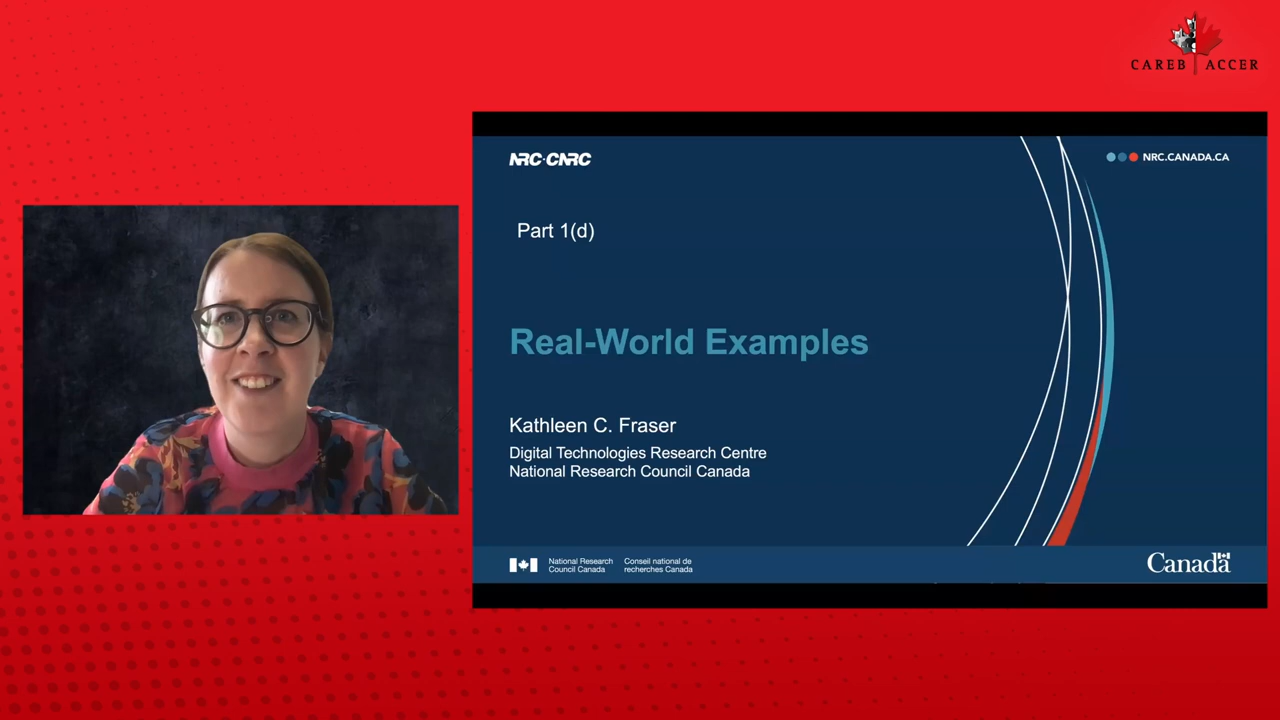 CAREB ACCER
NRC·CNRC
NRC.CANADA.CA
Part 1(d)
Real-World Examples
Kathleen C. Fraser
Digital Technologies Research Centre
National Research Council Canada
National Research Council Canada
Conseil national de recherches Canada
Canada